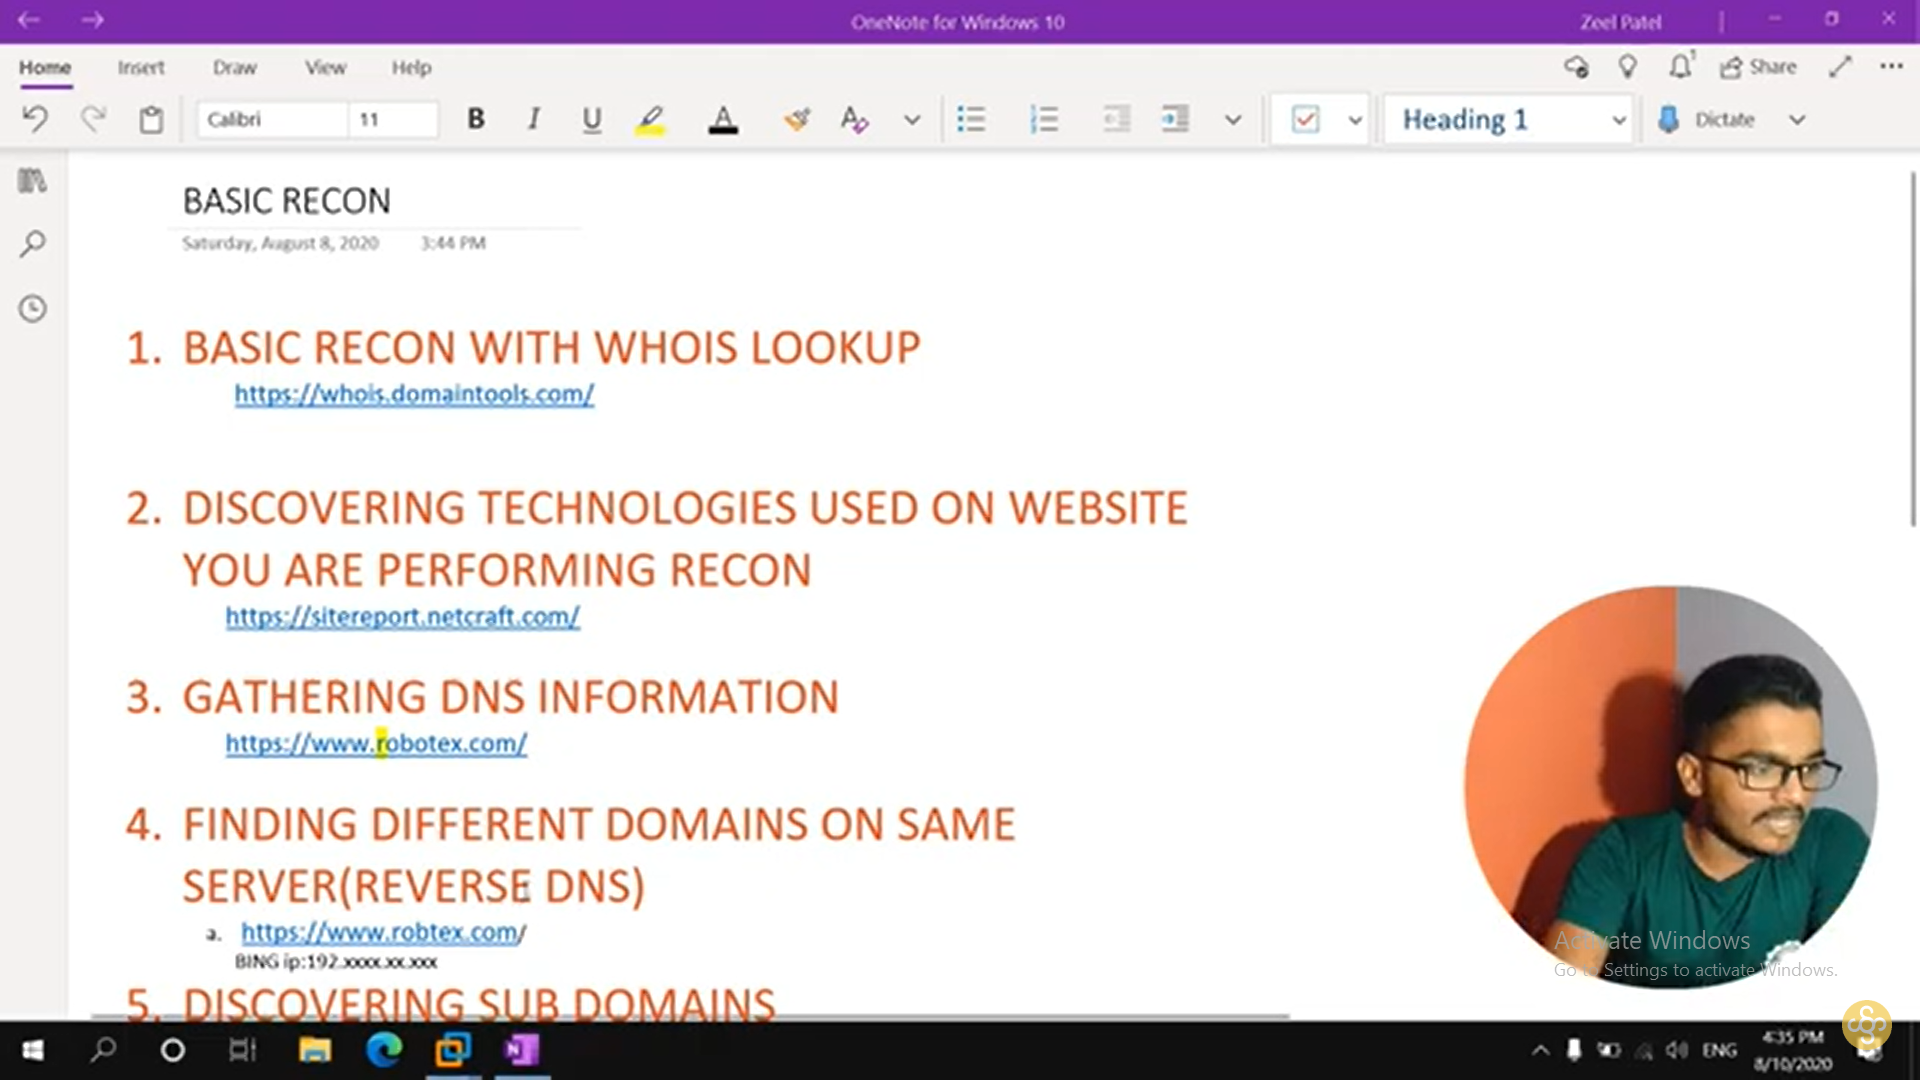 OneNote for Windows 10
Zeel Patel
Home Insert Draw View Help
Share
Calibri 11 B I U A Heading 1 Dictate
BASIC RECON
Saturday, August 8, 2020 3:44 PM
1. BASIC RECON WITH WHOIS LOOKUP
https://whois.domaintools.com/
2. DISCOVERING TECHNOLOGIES USED ON WEBSITE
YOU ARE PERFORMING RECON
https://sitereport.netcraft.com/
3. GATHERING DNS INFORMATION
https://www.robotex.com/
4. FINDING DIFFERENT DOMAINS ON SAME
SERVER(REVERSE DNS)
a. https://www.robtex.com/
BING ip:192.xxxx.xx.xxx
5. DISCOVERING SUB DOMAINS
Activate Windows
Go to Settings to activate Windows.
ENG
4:35 PM
8/10/2020